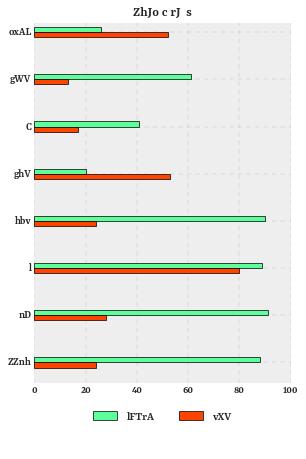 ZhJo c rJ  s
oxAL
gWV
C
ghV
hbv
l
nD
ZZnh
0 20 40 60 80 100
lFTrA vXV